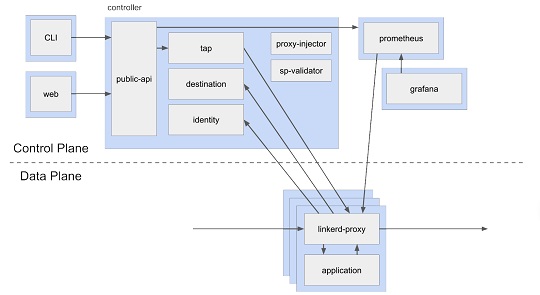 controller
CLI
web
public-api
tap
destination
identity
proxy-injector
sp-validator
prometheus
grafana
Control Plane
Data Plane
linkerd-proxy
application